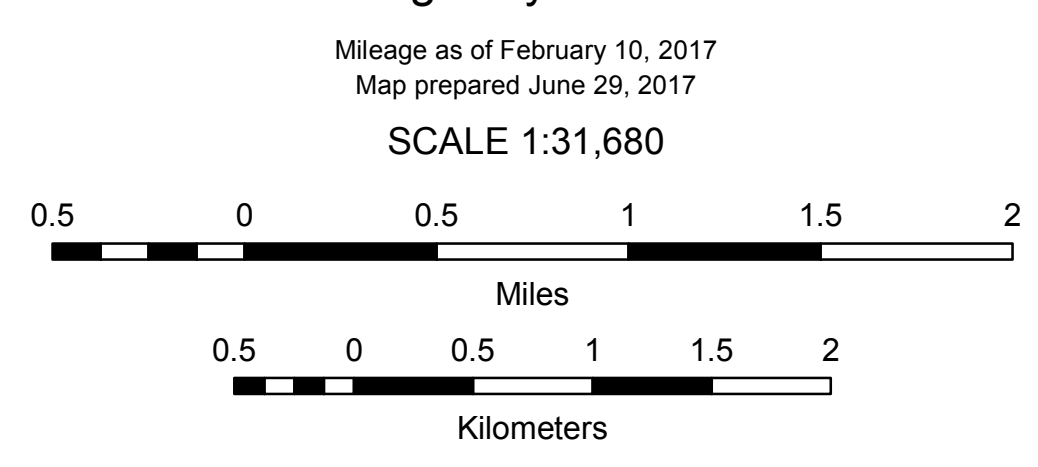 Mileage as of February 10, 2017
Map prepared June 29, 2017
SCALE 1:31,680
0.5 0 0.5 1 1.5 2
Miles
0.5 0 0.5 1 1.5 2
Kilometers